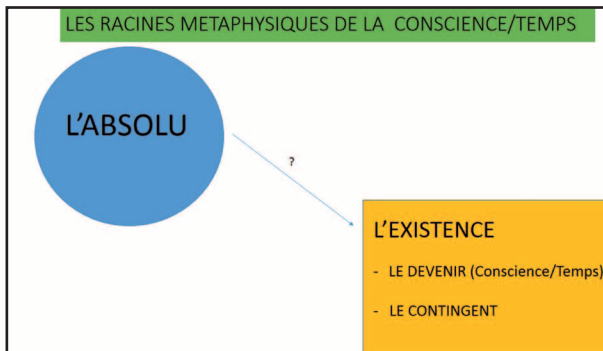 LES RACINES METAPHYSIQUES DE LA CONSCIENCE/TEMPS
L'ABSOLU
?
L'EXISTENCE
- LE DEVENIR (Conscience/Temps)
- LE CONTINGENT